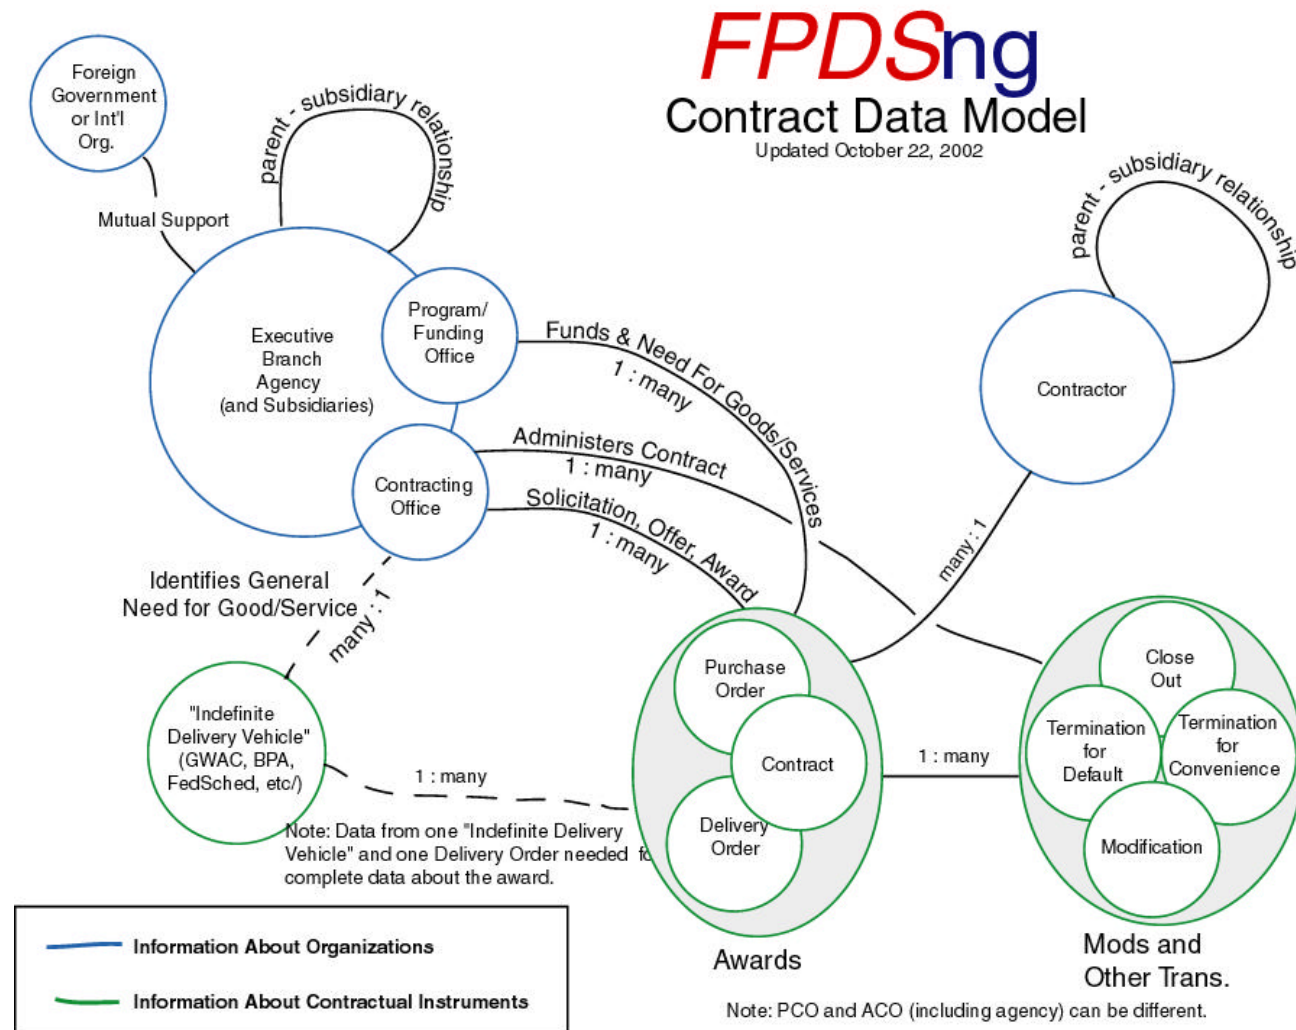 FPDSng
Contract Data Model
Updated October 22, 2002
Foreign
Government
or Int'l
Org.
parent - subsidiary relationship
Mutual Support
Executive
Branch
Agency
(and Subsidiaries)
Program/
Funding
Office
Contracting
Office
Funds & Need For Goods/Services
1 : many
Administers Contract
1 : many
Solicitation, Offer, Award
1 : many
parent - subsidiary relationship
Contractor
many : 1
Identifies General
Need for Good/Service
many : 1
"Indefinite
Delivery Vehicle"
(GWAC, BPA,
FedSched, etc/)
1 : many
Note: Data from one "Indefinite Delivery
Vehicle" and one Delivery Order needed fo
complete data about the award.
Purchase
Order
Contract
Delivery
Order
Awards
1 : many
Close
Out
Termination
for
Default
Termination
for
Convenience
Modification
Mods and
Other Trans.
Information About Organizations
Information About Contractual Instruments
Note: PCO and ACO (including agency) can be different.